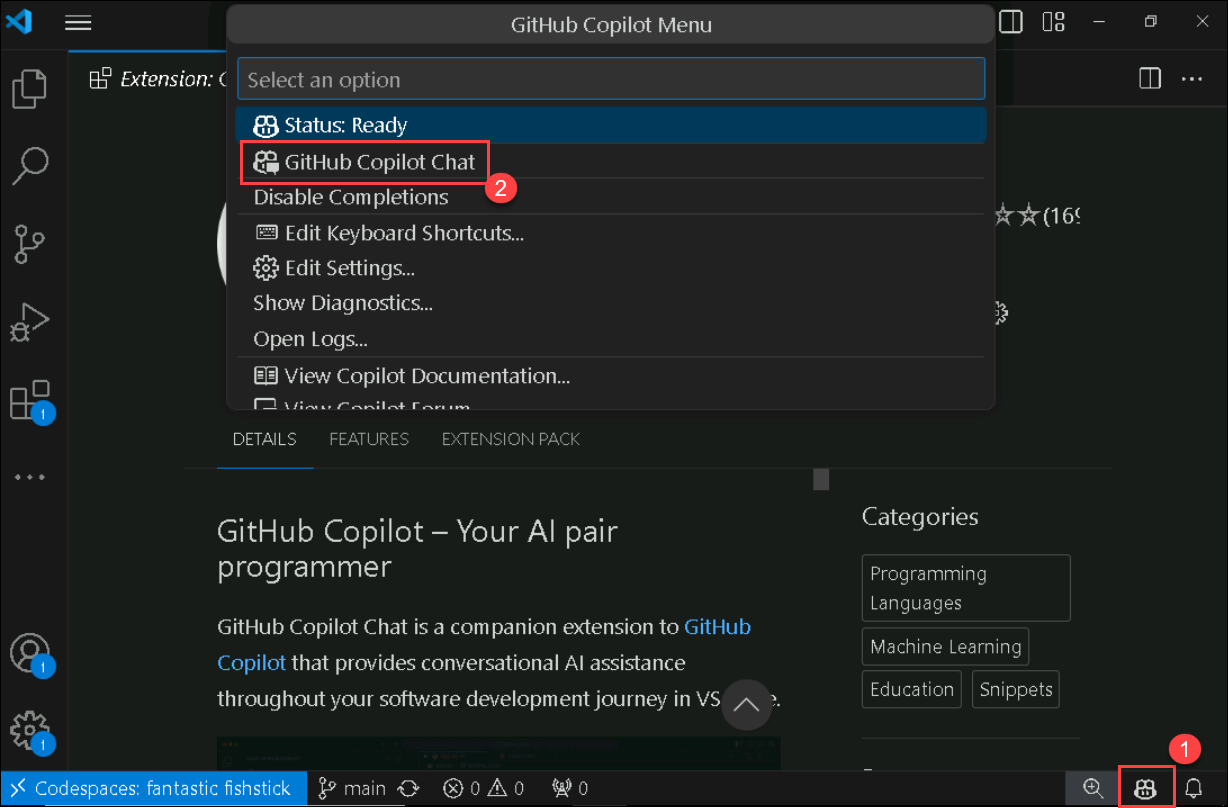 GitHub Copilot Menu
Extension:
Select an option
Status: Ready
GitHub Copilot Chat
2
Disable Completions
(169
Edit Keyboard Shortcuts...
Edit Settings...
Show Diagnostics...
Open Logs...
View Copilot Documentation...
View Copilot Forum
1
DETAILS FEATURES EXTENSION PACK
GitHub Copilot – Your AI pair
programmer
Categories
Programming
Languages
Machine Learning
Education Snippets
GitHub Copilot Chat is a companion extension to GitHub
Copilot that provides conversational AI assistance
throughout your software development journey in VS
1
1
1
Codespaces: fantastic fishstick main 0 0 0